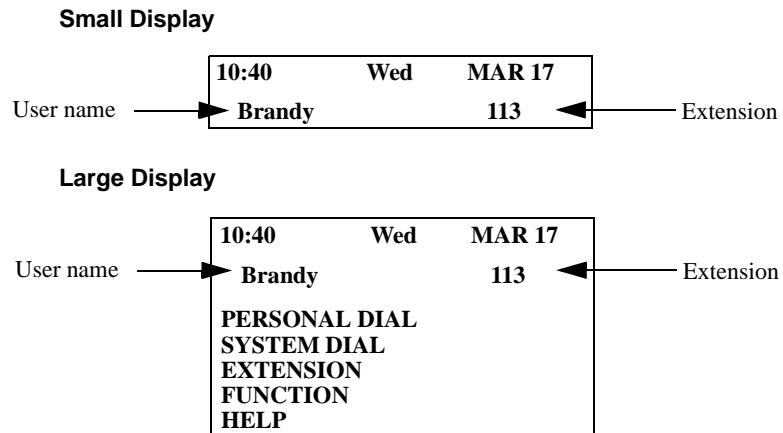 Small Display
10:40 Wed MAR 17
User name Brandy 113 Extension
Large Display
10:40 Wed MAR 17
User name Brandy 113 Extension
PERSONAL DIAL
SYSTEM DIAL
EXTENSION
FUNCTION
HELP